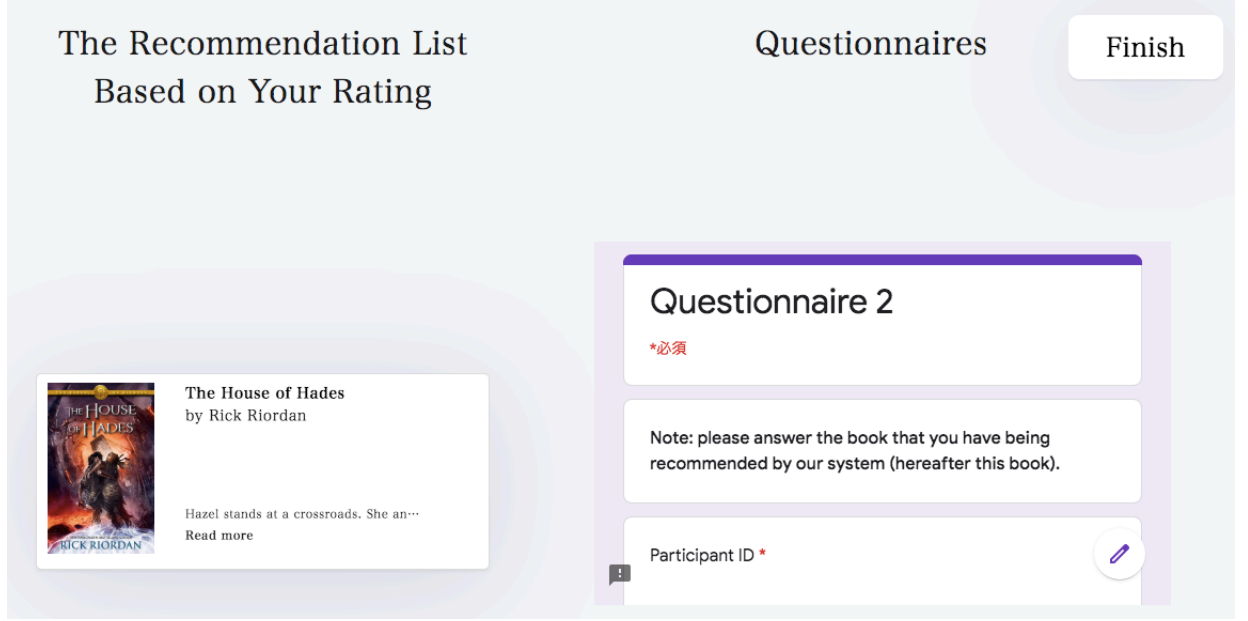 The Recommendation List
Based on Your Rating
Questionnaires
Finish
THE HOUSE
OF HADES
RICK RIORDAN
The House of Hades
by Rick Riordan
Hazel stands at a crossroads. She an…
Read more
Questionnaire 2
*必須
Note: please answer the book that you have being
recommended by our system (hereafter this book).
Participant ID *
!